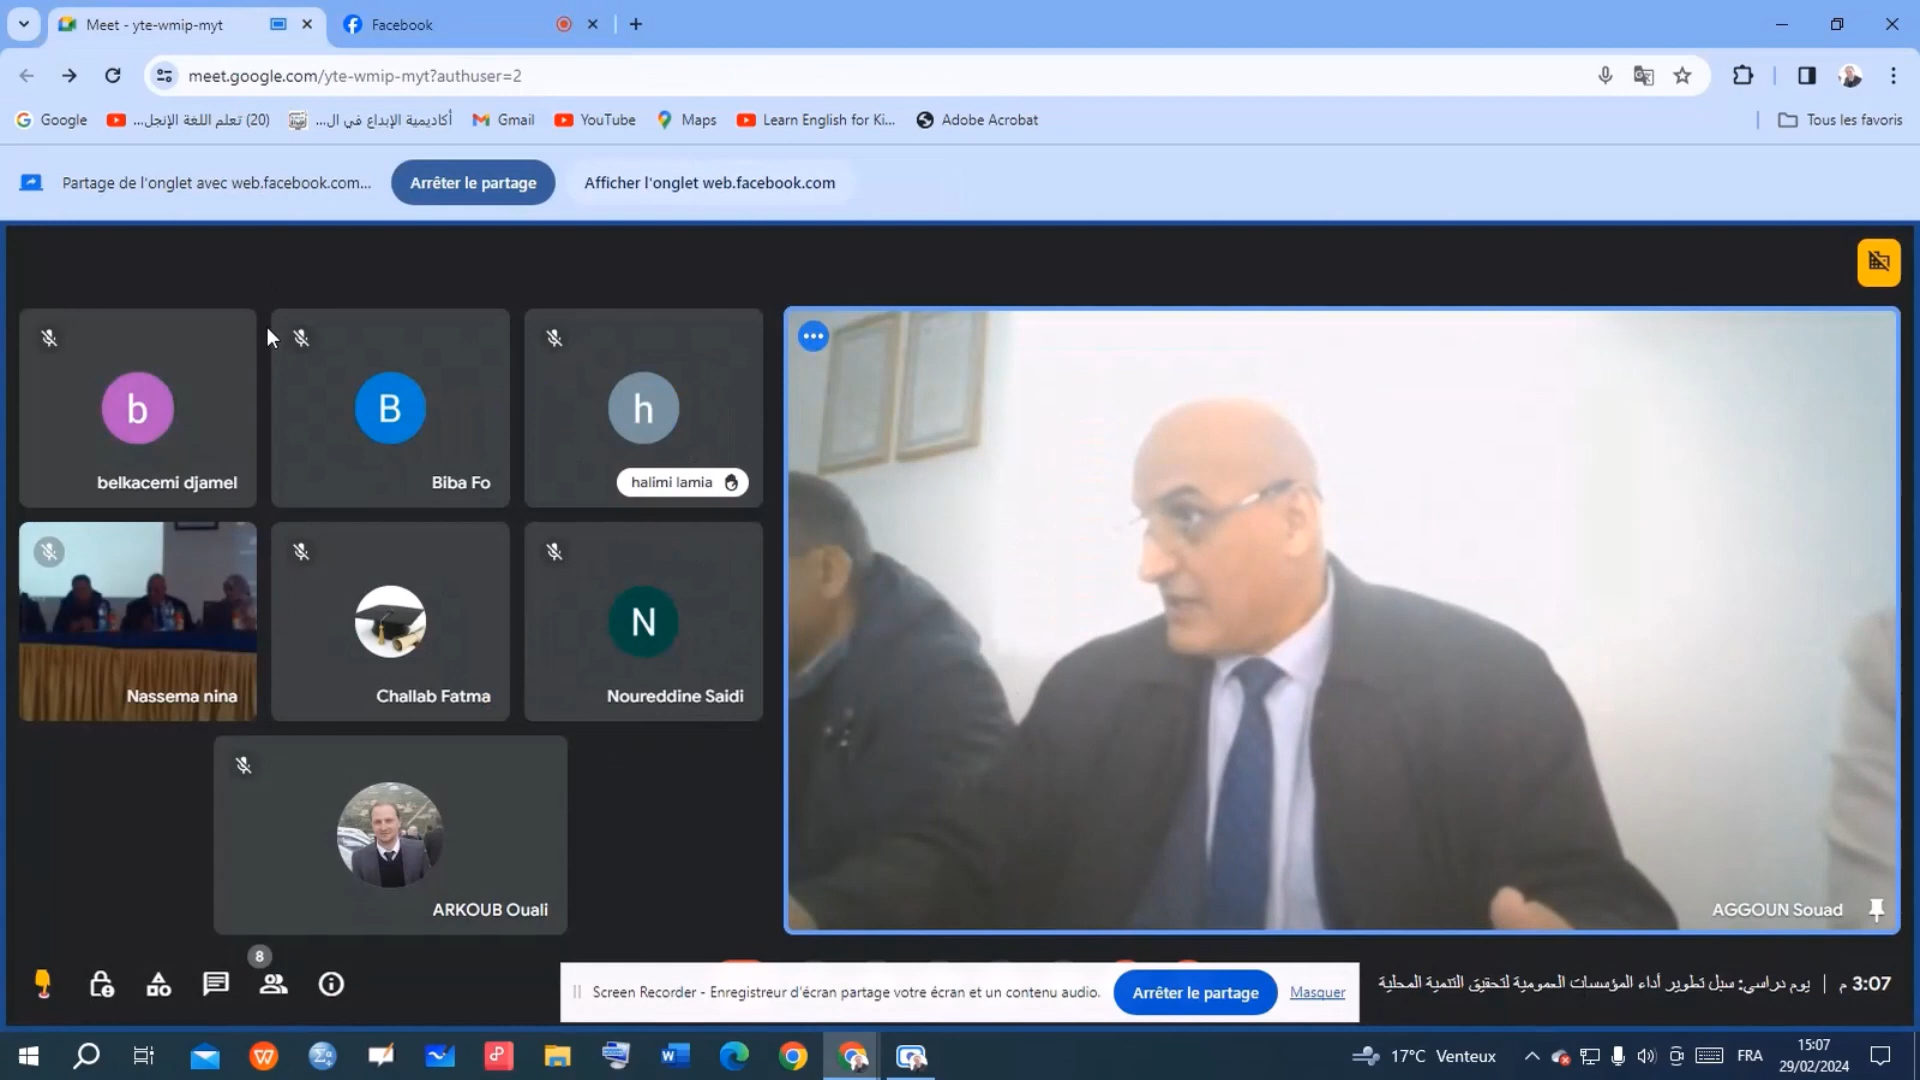 Meet - yte-wmip-myt
Facebook
meet.google.com/yte-wmip-myt?authuser=2
Google
(20) تعلم اللغة الإنجل...
أكاديمية الإبداع في ال...
Gmail
YouTube
Maps
Learn English for Ki...
Adobe Acrobat
Tous les favoris
Partage de l'onglet avec web.facebook.com...
Arrêter le partage
Afficher l'onglet web.facebook.com
b
belkacemi djamel
B
Biba Fo
h
halimi lamia
Nassema nina
Challab Fatma
N
Noureddine Saidi
ARKOUB Ouali
AGGOUN Souad
8
Screen Recorder - Enregistreur d'écran partage votre écran et un contenu audio.
Arrêter le partage
Masquer
3:07 م | يوم دراسي: سبل تطوير أداء المؤسسات العمومية لتحقيق التنمية المحلية
17°C Venteux
FRA
15:07
29/02/2024